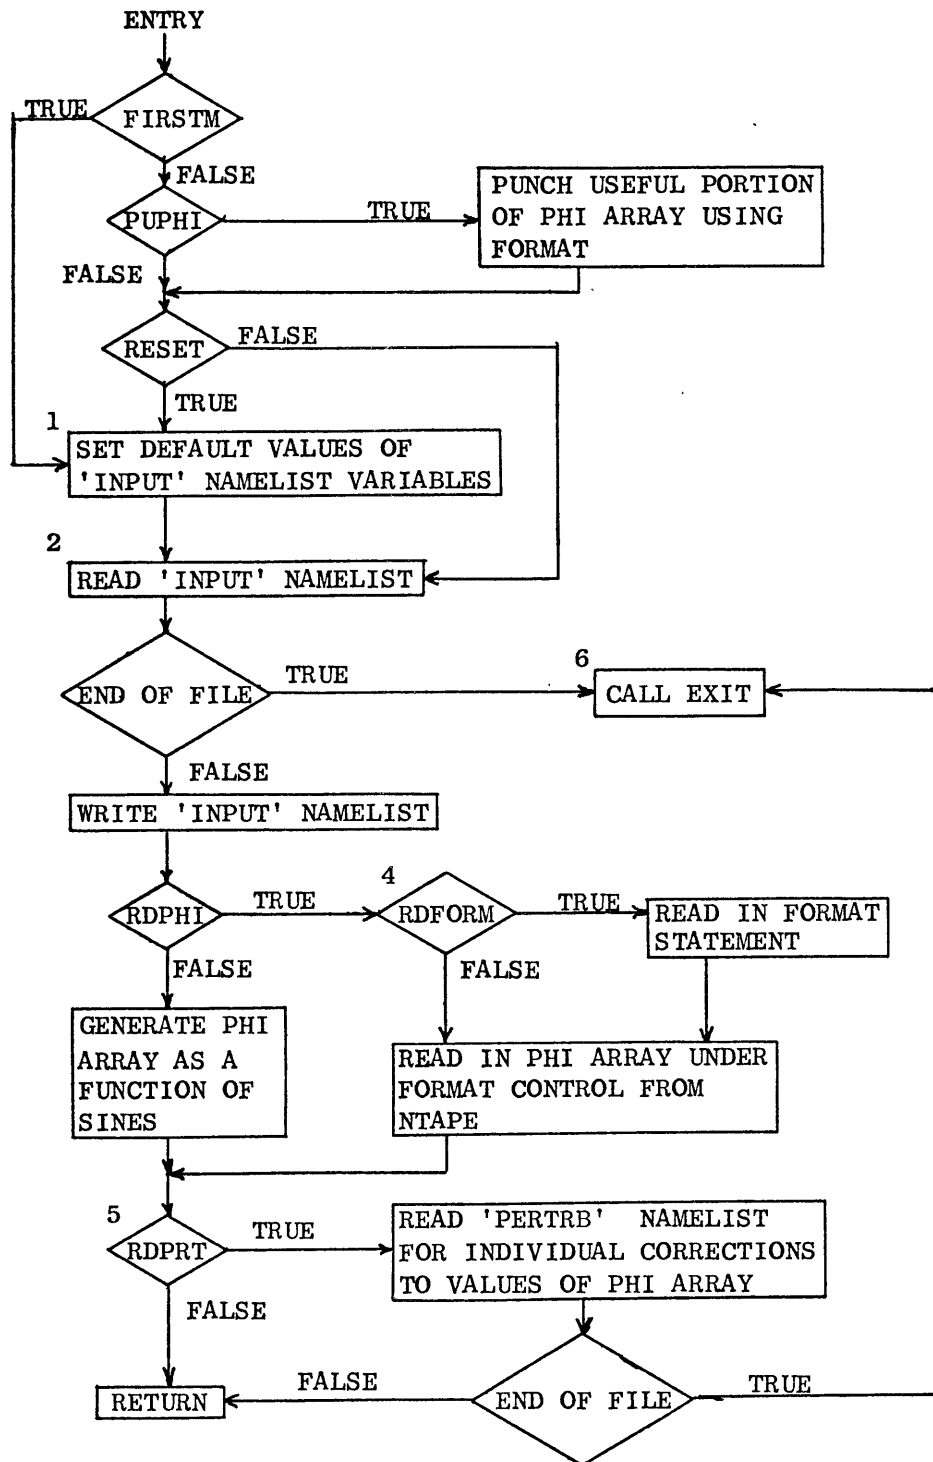 ENTRY
TRUE
FIRSTM
FALSE
PUPHI
TRUE
PUNCH USEFUL PORTION
OF PHI ARRAY USING
FORMAT
FALSE
RESET
FALSE
TRUE
1
SET DEFAULT VALUES OF
'INPUT' NAMELIST VARIABLES
2
READ 'INPUT' NAMELIST
END OF FILE
TRUE
6
CALL EXIT
FALSE
WRITE 'INPUT' NAMELIST
RDPHI
TRUE
4
RDFORM
TRUE
READ IN FORMAT
STATEMENT
FALSE
FALSE
GENERATE PHI
ARRAY AS A
FUNCTION OF
SINES
READ IN PHI ARRAY UNDER
FORMAT CONTROL FROM
NTAPE
5
RDPRT
TRUE
READ 'PERTRB' NAMELIST
FOR INDIVIDUAL CORRECTIONS
TO VALUES OF PHI ARRAY
FALSE
RETURN
FALSE
END OF FILE
TRUE